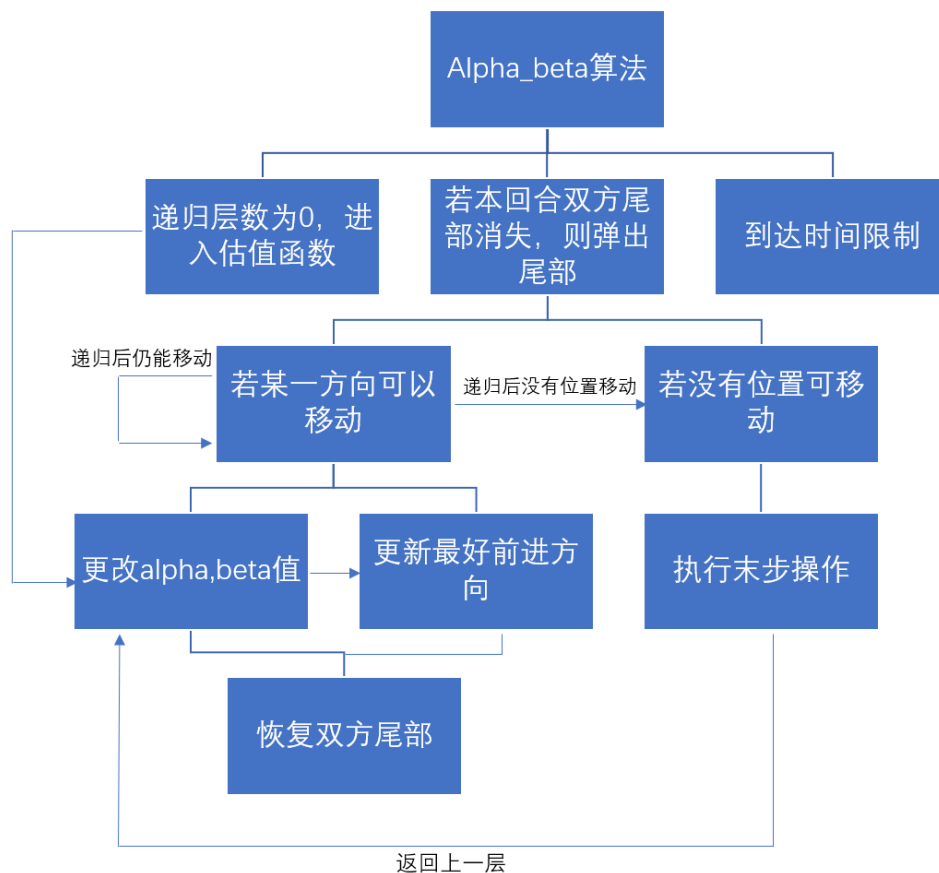 Alpha_beta算法
递归层数为0，进
入估值函数
若本回合双方尾
部消失，则弹出
尾部
到达时间限制
递归后仍能移动
若某一方向可以
移动
递归后没有位置移动
若没有位置可移
动
更改alpha,beta值
更新最好前进方
向
执行末步操作
恢复双方尾部
返回上一层